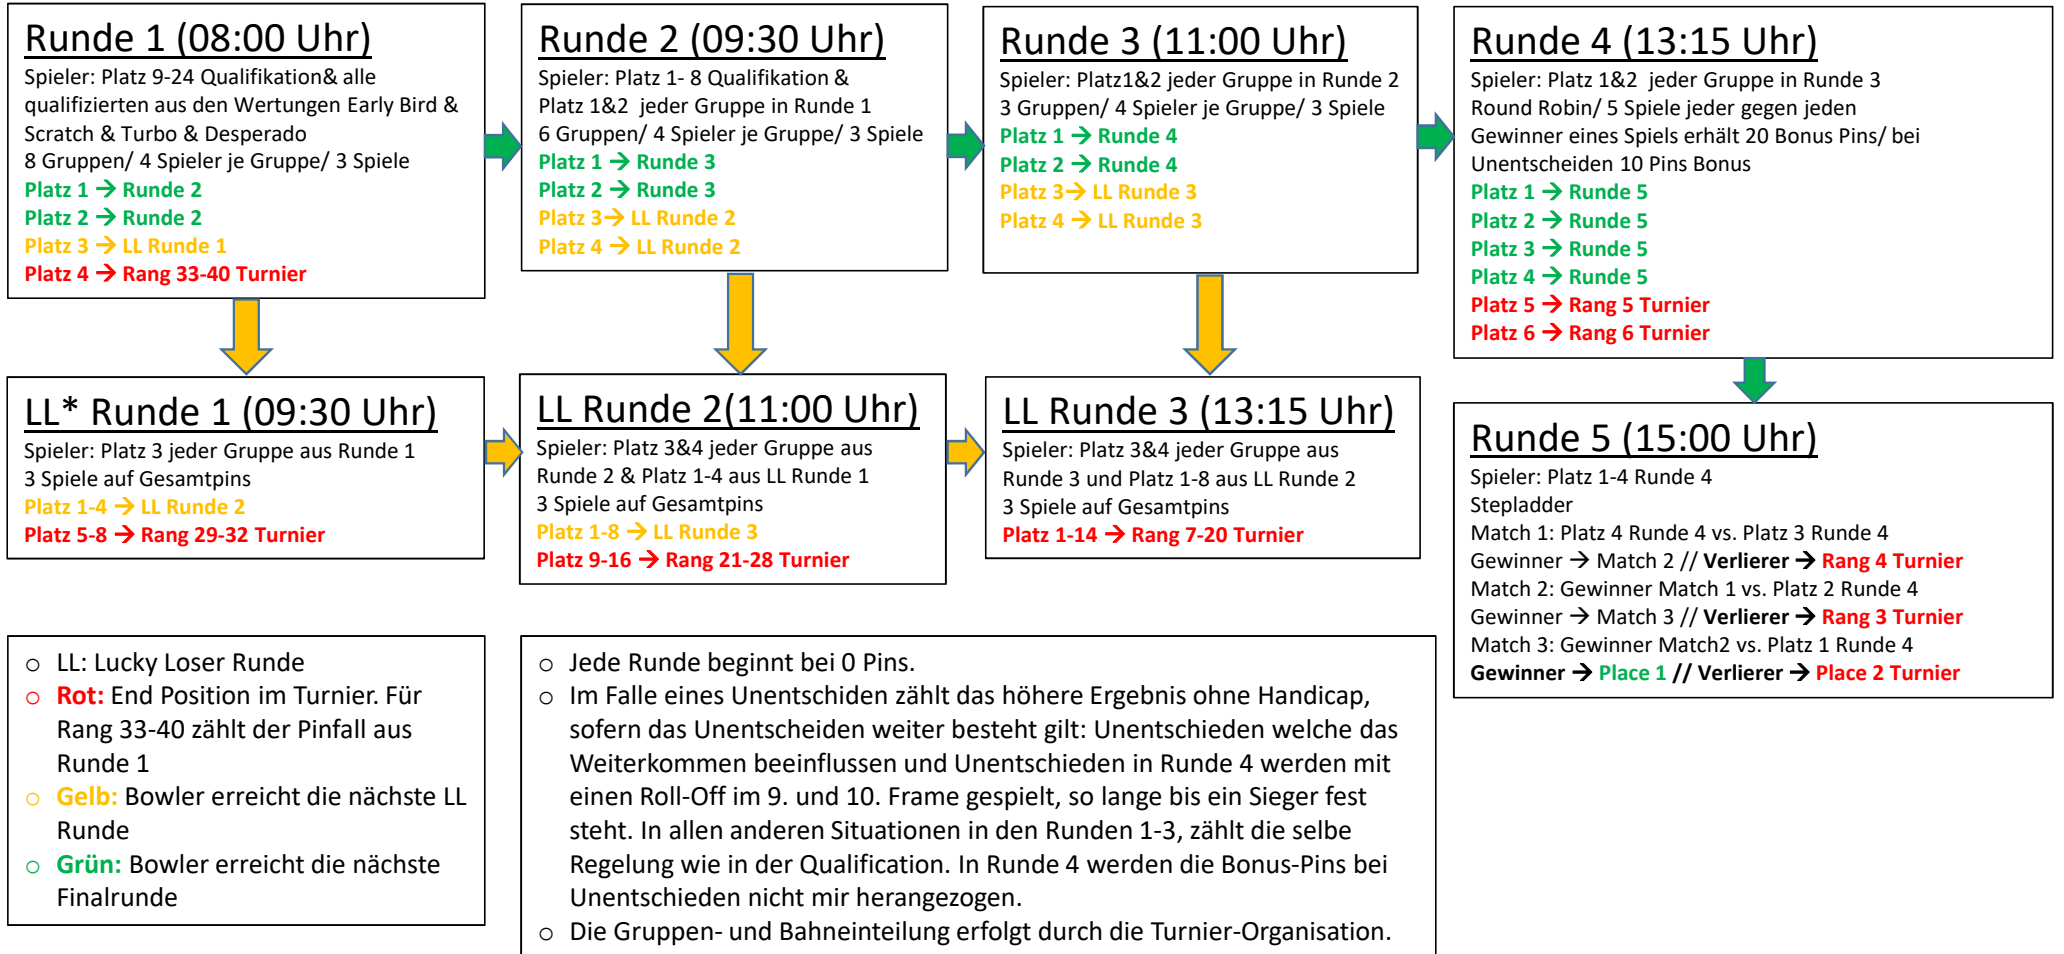 Runde 1 (08:00 Uhr)
Spieler: Platz 9-24 Qualifikation& alle
qualifizierten aus den Wertungen Early Bird &
Scratch & Turbo & Desperado
8 Gruppen/ 4 Spieler je Gruppe/ 3 Spiele
Platz 1 → Runde 2
Platz 2 → Runde 2
Platz 3 → LL Runde 1
Platz 4 → Rang 33-40 Turnier
Runde 2 (09:30 Uhr)
Spieler: Platz 1- 8 Qualifikation &
Platz 1&2 jeder Gruppe in Runde 1
6 Gruppen/ 4 Spieler je Gruppe/ 3 Spiele
Platz 1 → Runde 3
Platz 2 → Runde 3
Platz 3→ LL Runde 2
Platz 4 → LL Runde 2
Runde 3 (11:00 Uhr)
Spieler: Platz1&2 jeder Gruppe in Runde 2
3 Gruppen/ 4 Spieler je Gruppe/ 3 Spiele
Platz 1 → Runde 4
Platz 2 → Runde 4
Platz 3→ LL Runde 3
Platz 4 → LL Runde 3
Runde 4 (13:15 Uhr)
Spieler: Platz 1&2 jeder Gruppe in Runde 3
Round Robin/ 5 Spiele jeder gegen jeden
Gewinner eines Spiels erhält 20 Bonus Pins/ bei
Unentscheiden 10 Pins Bonus
Platz 1 → Runde 5
Platz 2 → Runde 5
Platz 3 → Runde 5
Platz 4 → Runde 5
Platz 5 → Rang 5 Turnier
Platz 6 → Rang 6 Turnier
LL* Runde 1 (09:30 Uhr)
Spieler: Platz 3 jeder Gruppe aus Runde 1
3 Spiele auf Gesamtpins
Platz 1-4 → LL Runde 2
Platz 5-8 → Rang 29-32 Turnier
LL Runde 2(11:00 Uhr)
Spieler: Platz 3&4 jeder Gruppe aus
Runde 2 & Platz 1-4 aus LL Runde 1
3 Spiele auf Gesamtpins
Platz 1-8 → LL Runde 3
Platz 9-16 → Rang 21-28 Turnier
LL Runde 3 (13:15 Uhr)
Spieler: Platz 3&4 jeder Gruppe aus
Runde 3 und Platz 1-8 aus LL Runde 2
3 Spiele auf Gesamtpins
Platz 1-14 → Rang 7-20 Turnier
Runde 5 (15:00 Uhr)
Spieler: Platz 1-4 Runde 4
Stepladder
Match 1: Platz 4 Runde 4 vs. Platz 3 Runde 4
Gewinner → Match 2 // Verlierer → Rang 4 Turnier
Match 2: Gewinner Match 1 vs. Platz 2 Runde 4
Gewinner → Match 3 // Verlierer → Rang 3 Turnier
Match 3: Gewinner Match2 vs. Platz 1 Runde 4
Gewinner → Place 1 // Verlierer → Place 2 Turnier
o LL: Lucky Loser Runde
o Rot: End Position im Turnier. Für
Rang 33-40 zählt der Pinfall aus
Runde 1
o Gelb: Bowler erreicht die nächste LL
Runde
o Grün: Bowler erreicht die nächste
Finalrunde
o Jede Runde beginnt bei 0 Pins.
o Im Falle eines Unentschiden zählt das höhere Ergebnis ohne Handicap,
sofern das Unentscheiden weiter besteht gilt: Unentschieden welche das
Weiterkommen beeinflussen und Unentschieden in Runde 4 werden mit
einen Roll-Off im 9. und 10. Frame gespielt, so lange bis ein Sieger fest
steht. In allen anderen Situationen in den Runden 1-3, zählt die selbe
Regelung wie in der Qualification. In Runde 4 werden die Bonus-Pins bei
Unentschieden nicht mir herangezogen.
o Die Gruppen- und Bahneinteilung erfolgt durch die Turnier-Organisation.